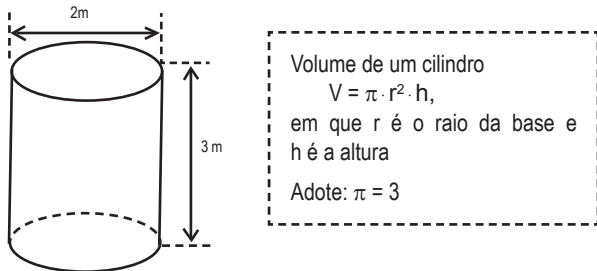 2m
3 m
Volume de um cilindro
V = π · r² · h,
em que r é o raio da base e
h é a altura
Adote: π = 3